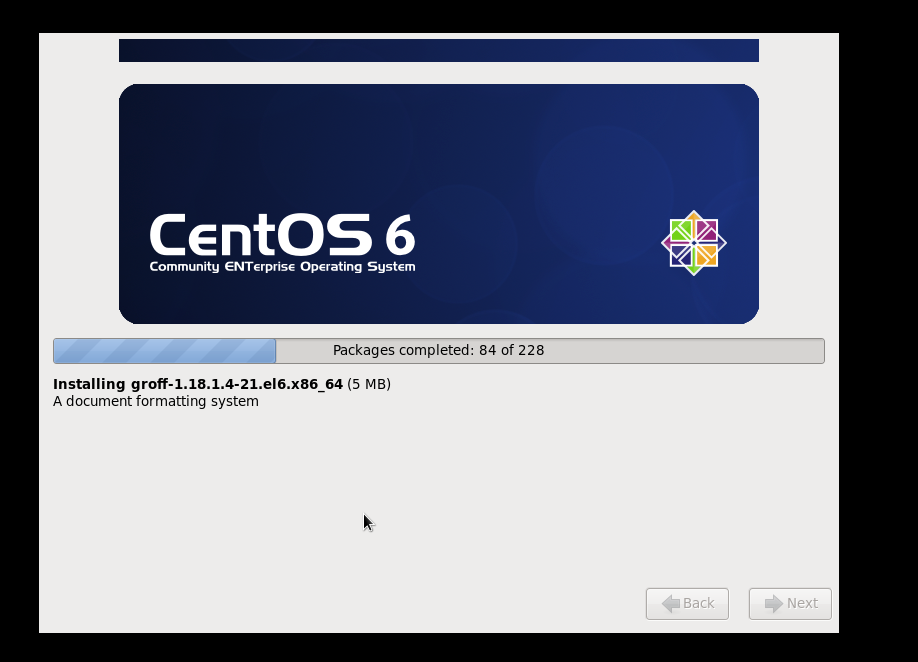 CentOS 6
Community ENTerprise Operating System
Packages completed: 84 of 228
Installing groff-1.18.1.4-21.el6.x86_64 (5 MB)
A document formatting system
Back
Next